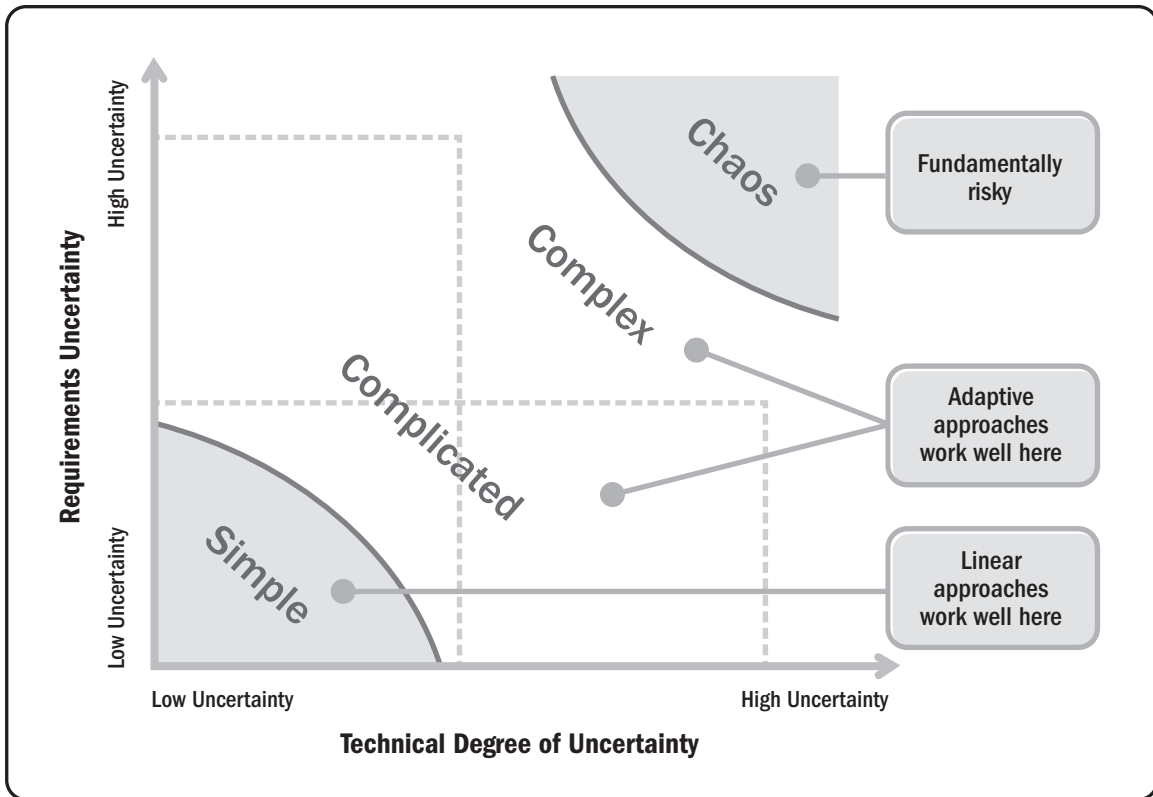 High Uncertainty
Requirements Uncertainty
Low Uncertainty
Chaos
Complex
Complicated
Simple
Fundamentally
risky
Adaptive
approaches
work well here
Linear
approaches
work well here
Low Uncertainty
High Uncertainty
Technical Degree of Uncertainty